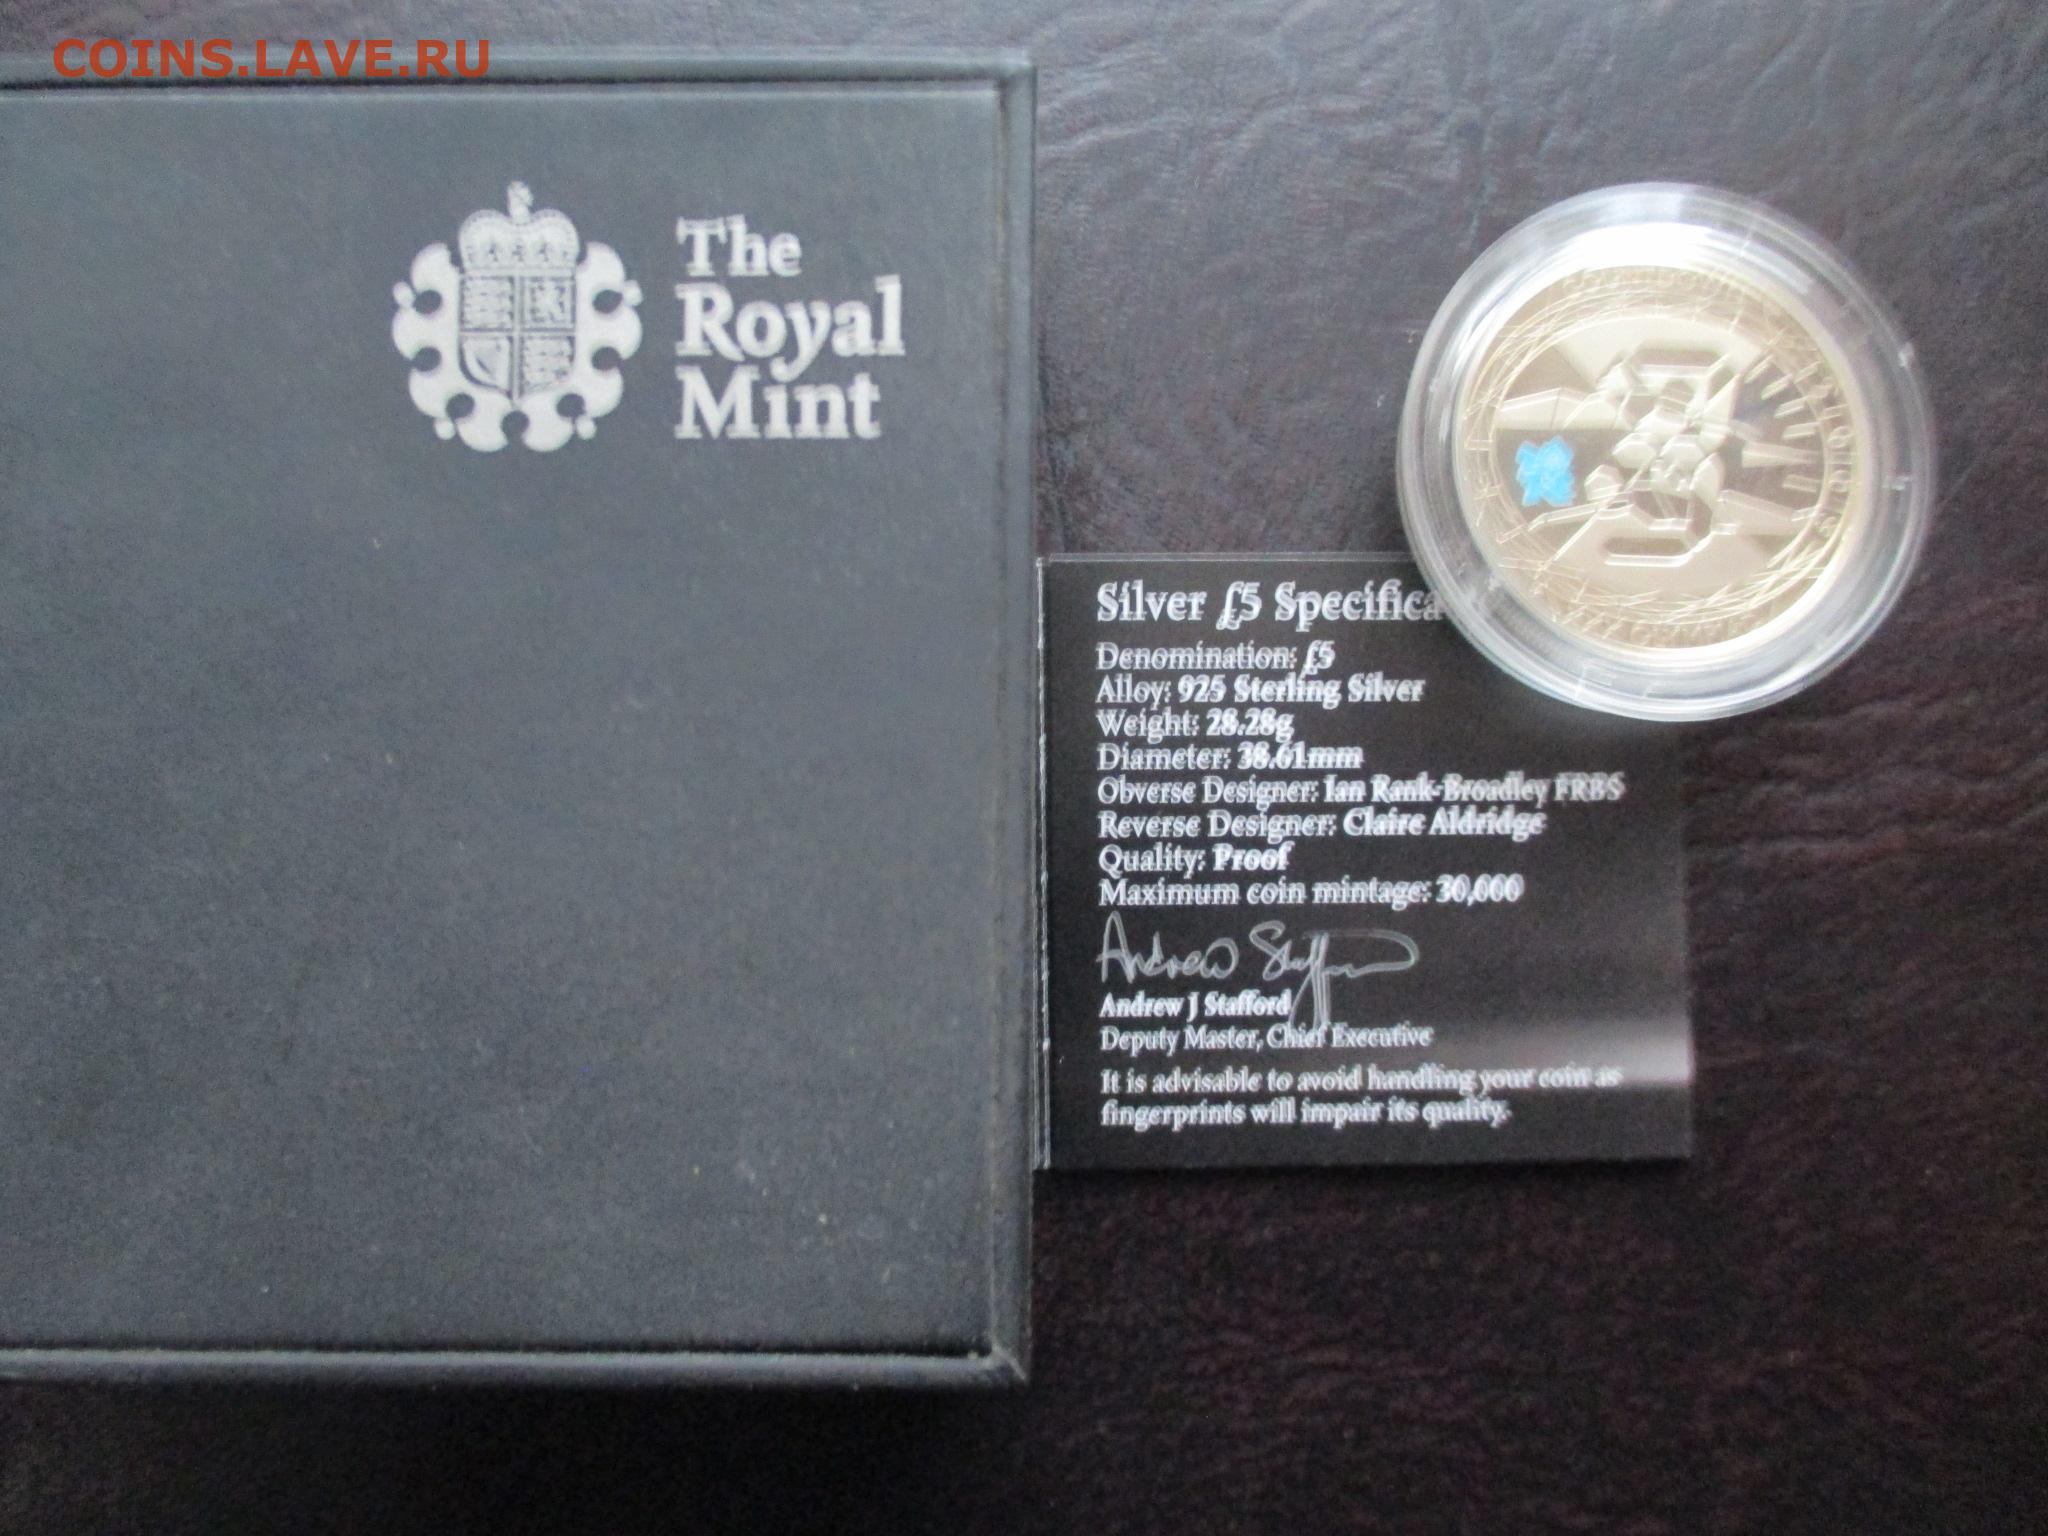 COINS.LAVE.RU
The
Royal
Mint
Silver £5 Specifica
Denomination: £5
Alloy: 925 Sterling Silver
Weight: 28.28g
Diameter: 38.61mm
Obverse Designer: Ian Rank-Broadley FRBS
Reverse Designer: Claire Aldridge
Quality: Proof
Maximum coin mintage: 30,000
Andrew Stafford
Andrew J Stafford
Deputy Master, Chief Executive
It is advisable to avoid handling your coin as
fingerprints will impair its quality.